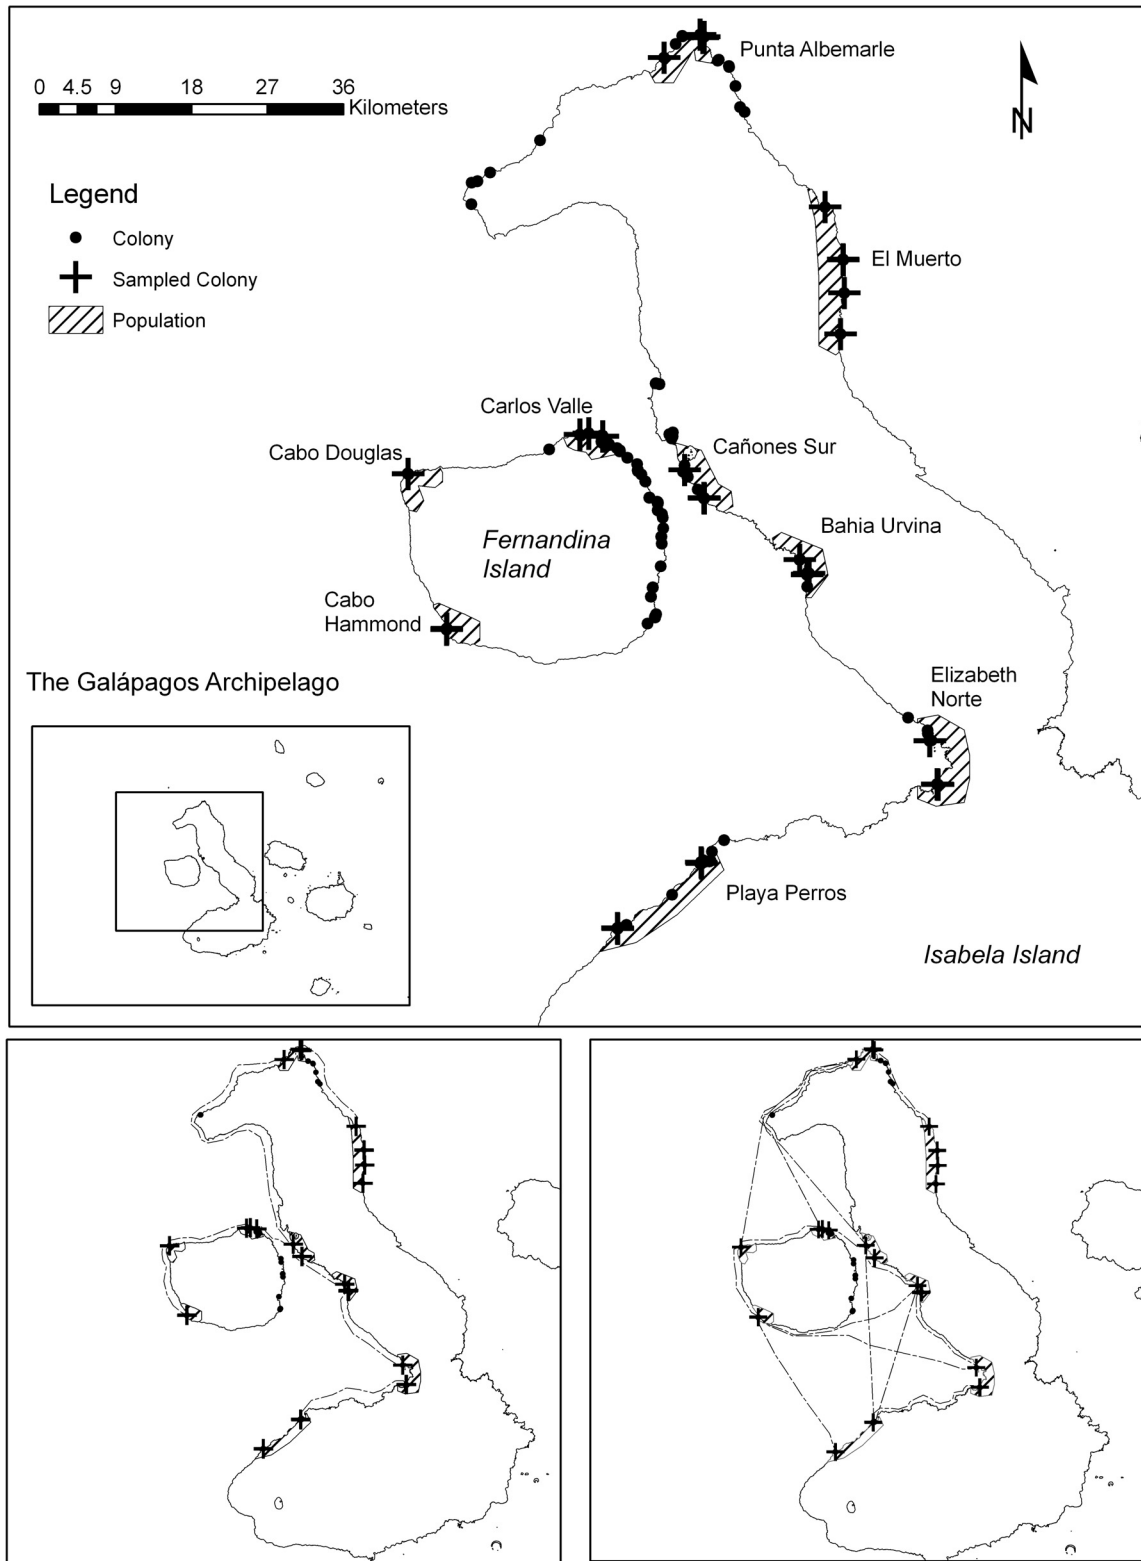 Punta Albemarle
0 4.5 9 18 27 36
Kilometers
N
Legend
Colony
Sampled Colony
Population
El Muerto
Carlos Valle
Cabo Douglas
Cañones Sur
Bahia Urvina
Fernandina
Island
Cabo
Hammond
Elizabeth
Norte
The Galápagos Archipelago
Playa Perros
Isabela Island